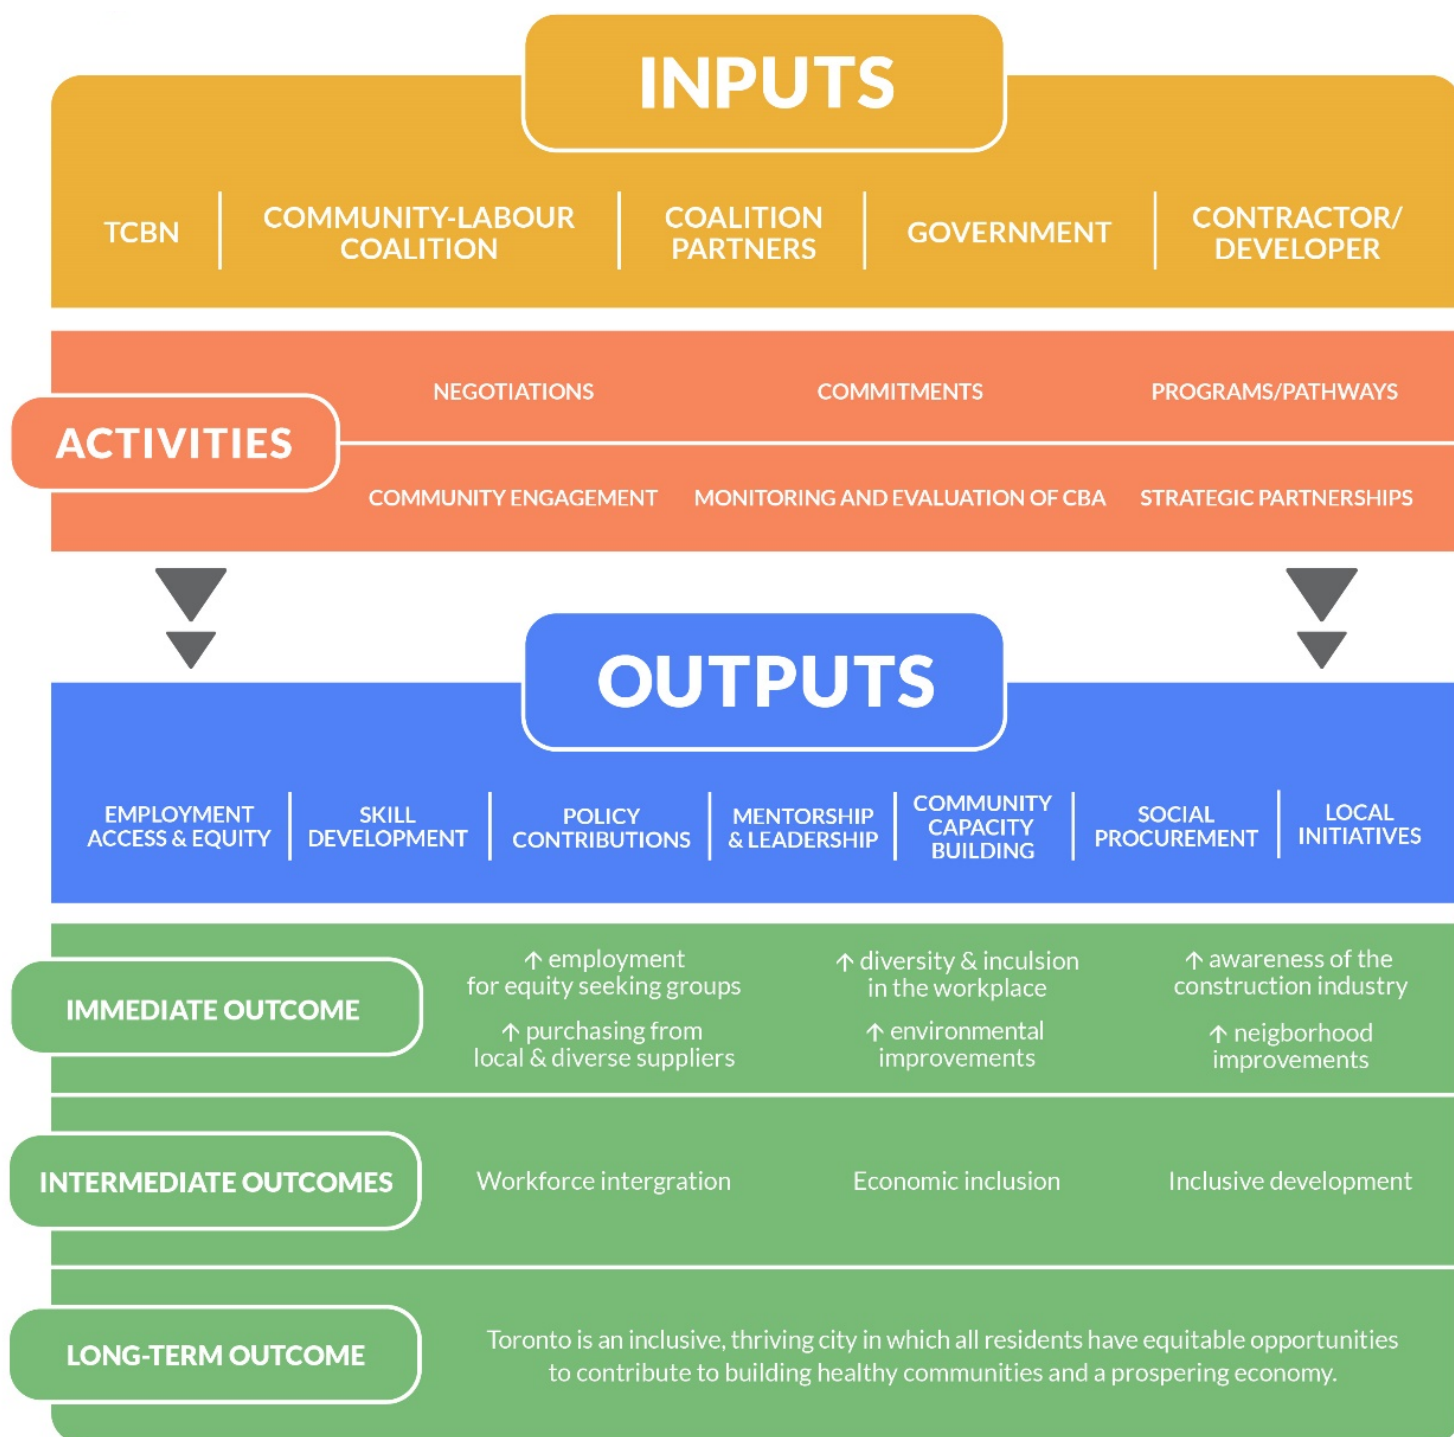 INPUTS
TCBN
COMMUNITY-LABOUR
COALITION
COALITION
PARTNERS
GOVERNMENT
CONTRACTOR/
DEVELOPER
ACTIVITIES
NEGOTIATIONS
COMMITMENTS
PROGRAMS/PATHWAYS
COMMUNITY ENGAGEMENT
MONITORING AND EVALUATION OF CBA
STRATEGIC PARTNERSHIPS
OUTPUTS
EMPLOYMENT
ACCESS & EQUITY
SKILL
DEVELOPMENT
POLICY
CONTRIBUTIONS
MENTORSHIP
& LEADERSHIP
COMMUNITY
CAPACITY
BUILDING
SOCIAL
PROCUREMENT
LOCAL
INITIATIVES
IMMEDIATE OUTCOME
↑ employment
for equity seeking groups
↑ diversity & inculsion
in the workplace
↑ awareness of the
construction industry
↑ purchasing from
local & diverse suppliers
↑ environmental
improvements
↑ neigborhood
improvements
INTERMEDIATE OUTCOMES
Workforce intergration
Economic inclusion
Inclusive development
LONG-TERM OUTCOME
Toronto is an inclusive, thriving city in which all residents have equitable opportunities
to contribute to building healthy communities and a prospering economy.